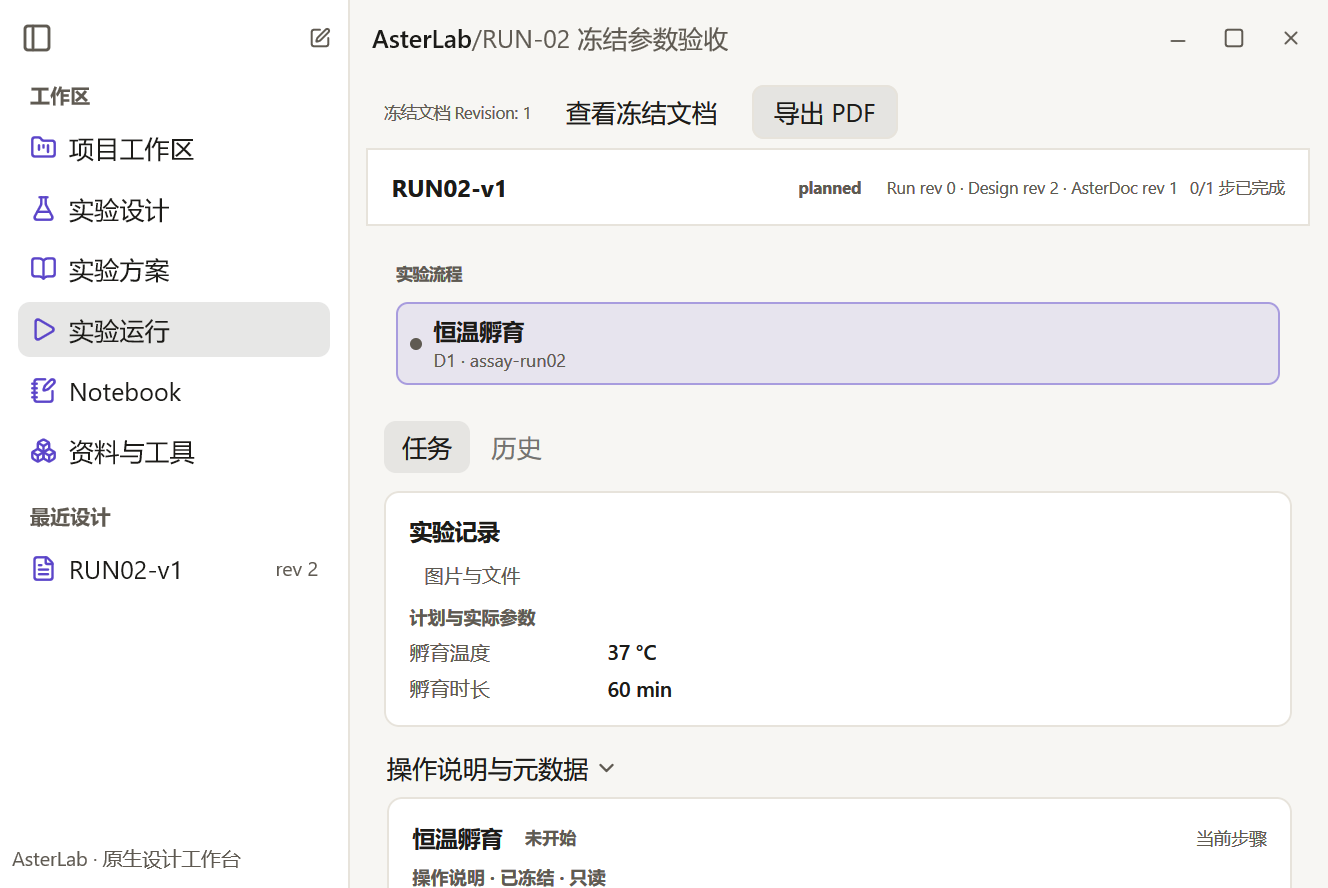 工作区
项目工作区
实验设计
实验方案
实验运行
Notebook
资料与工具
最近设计
RUN02-v1 rev 2
AsterLab · 原生设计工作台
AsterLab/RUN-02 冻结参数验收
冻结文档 Revision: 1 查看冻结文档 导出 PDF
RUN02-v1 planned Run rev 0 · Design rev 2 · AsterDoc rev 1 0/1 步已完成
实验流程
恒温孵育
D1 · assay-run02
任务 历史
实验记录
图片与文件
计划与实际参数
孵育温度 37 °C
孵育时长 60 min
操作说明与元数据
恒温孵育 未开始 当前步骤
操作说明 · 已冻结 · 只读